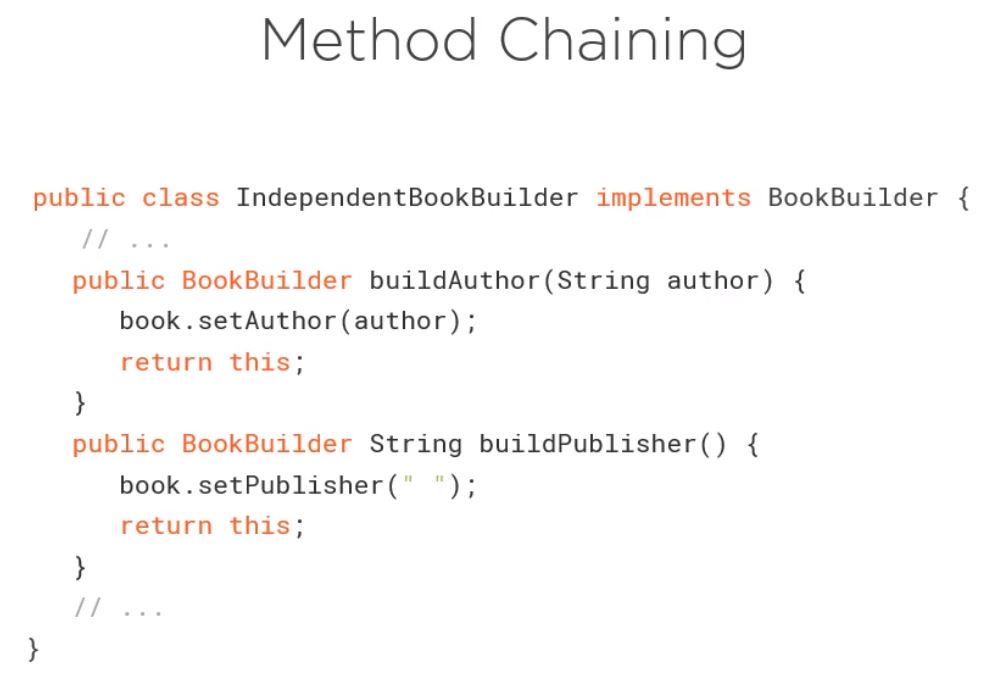 Method Chaining
public class IndependentBookBuilder implements BookBuilder {
// ...
public BookBuilder buildAuthor(String author) {
book.setAuthor(author);
return this;
}
public BookBuilder String buildPublisher() {
book.setPublisher(" ");
return this;
}
// ...
}